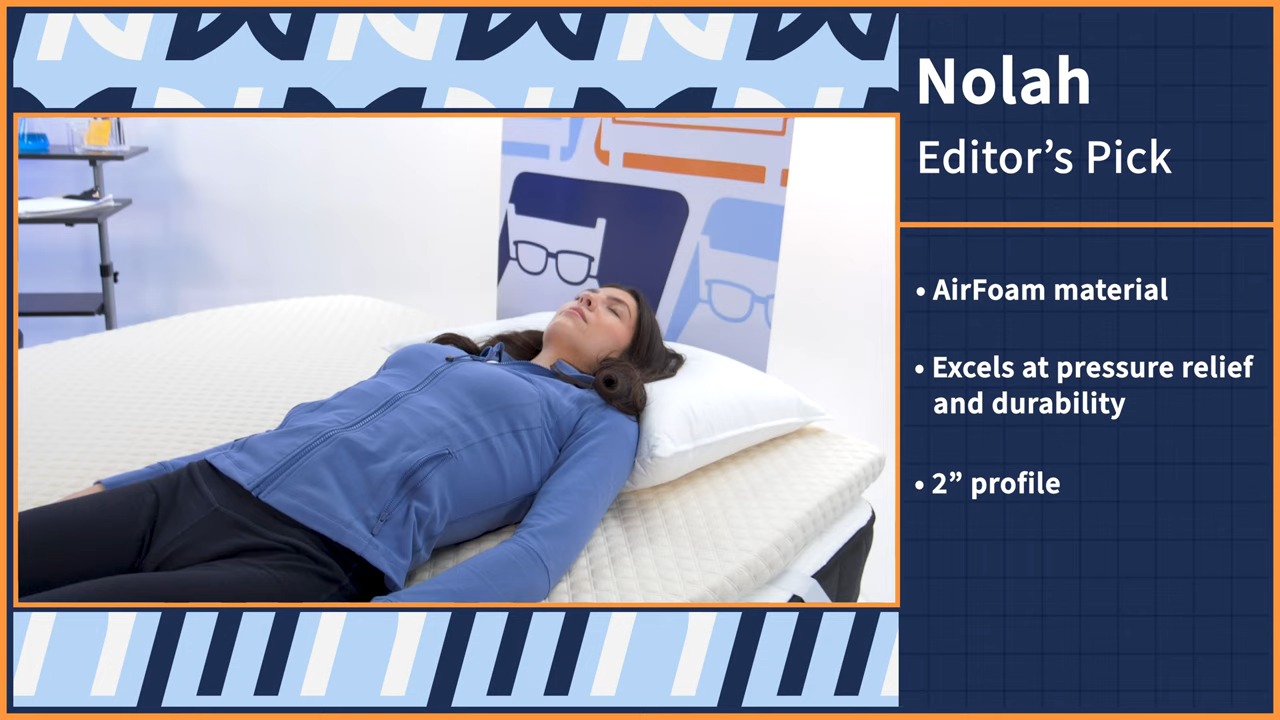 Nolah
Editor’s Pick
• AirFoam material
• Excels at pressure relief
and durability
• 2” profile